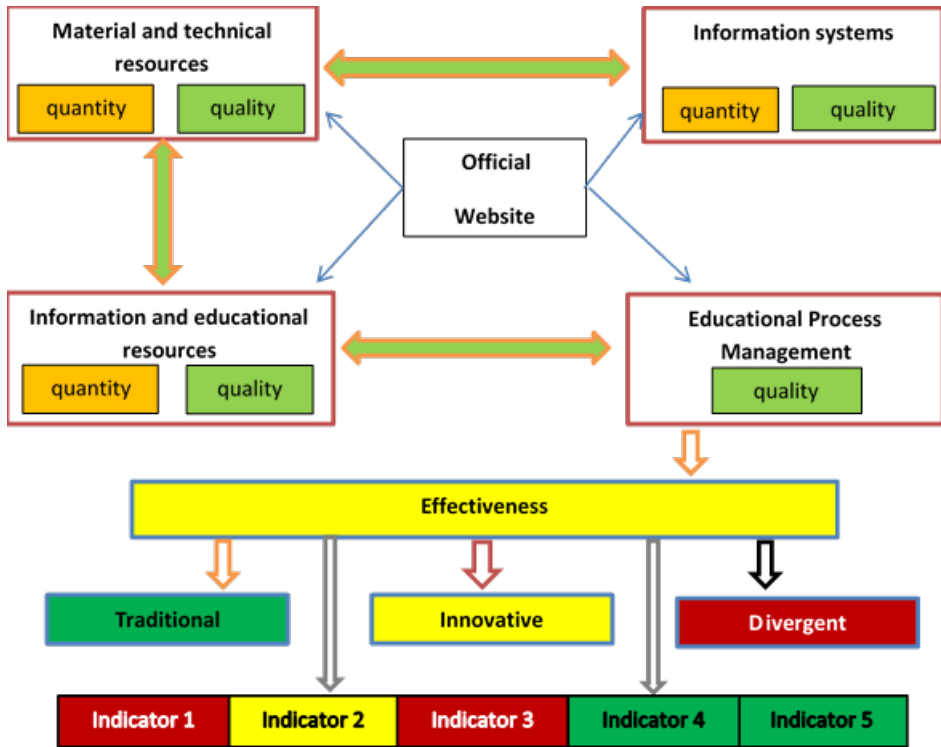 Material and technical
resources
quantity
quality
Information systems
quantity
quality
Official
Website
Information and educational
resources
quantity
quality
Educational Process
Management
quality
Effectiveness
Traditional
Innovative
Divergent
Indicator 1
Indicator 2
Indicator 3
Indicator 4
Indicator 5